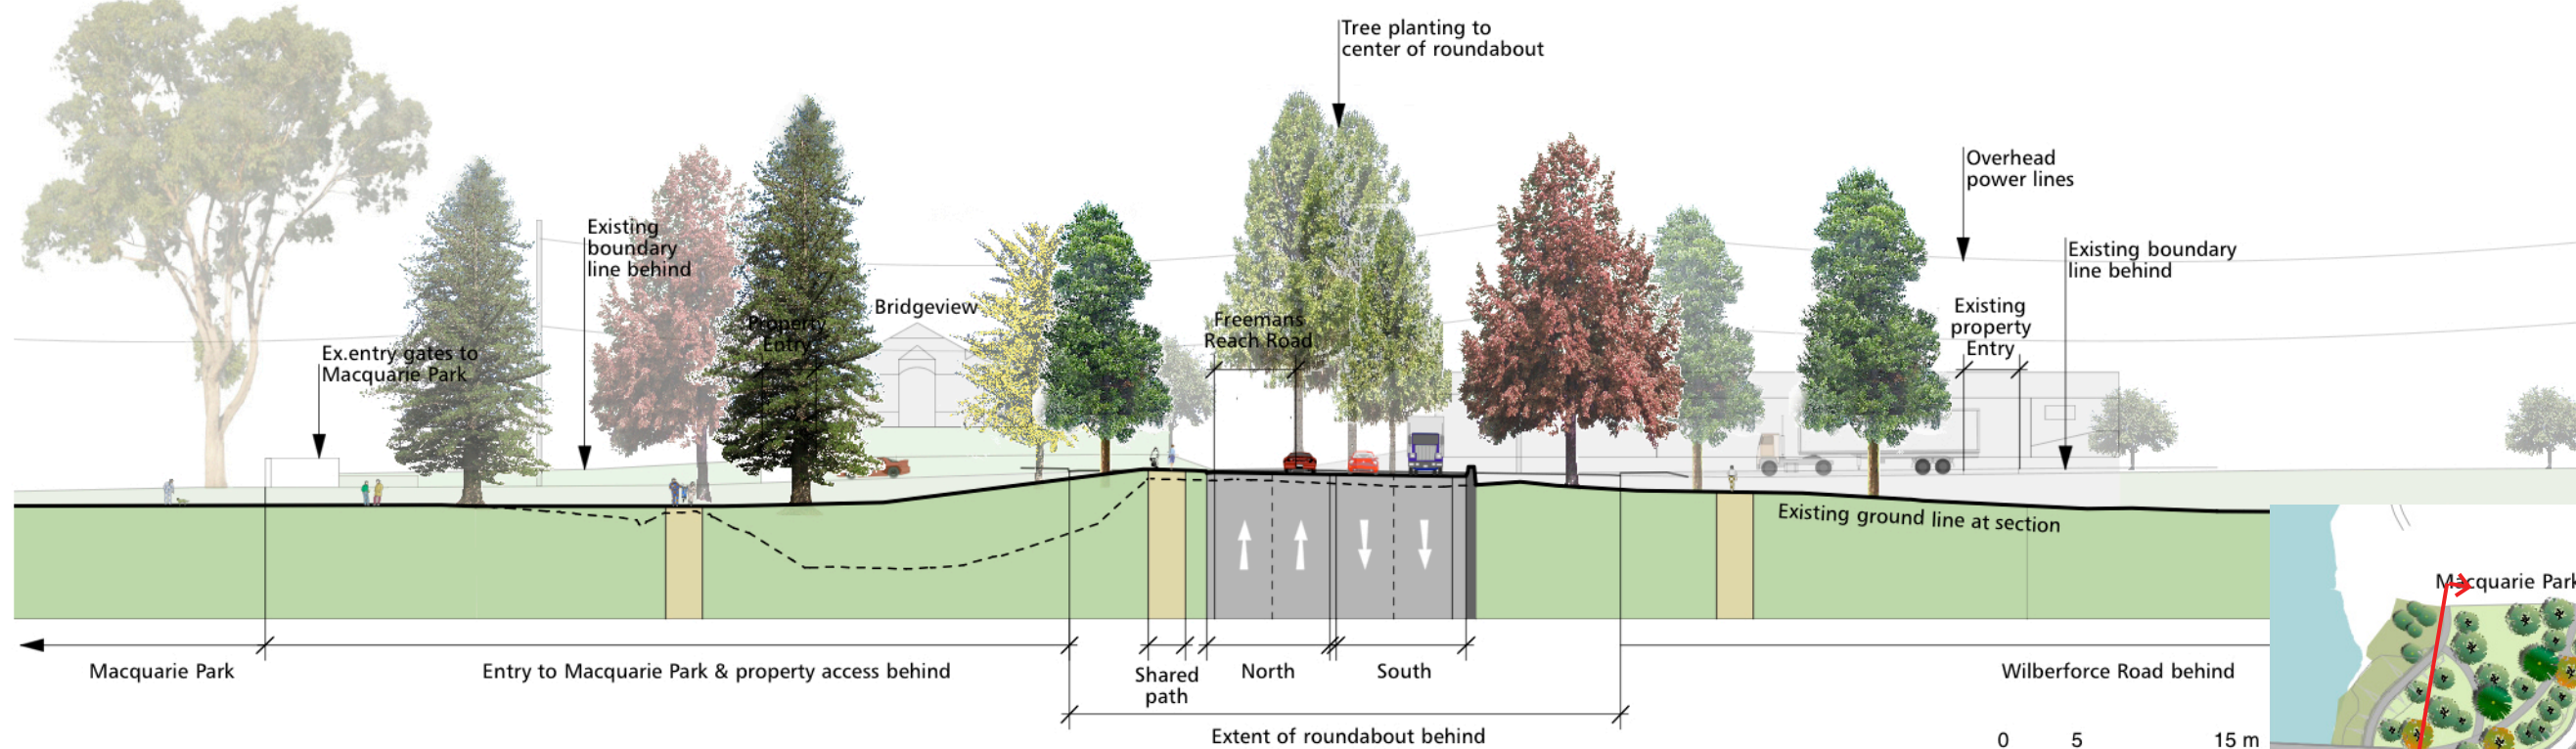 Tree planting to
center of roundabout
Overhead
power lines
Existing
boundary
line behind
Existing boundary
line behind
Bridgeview
Property
Entry
Freemans
Reach Road
Existing
property
Entry
Ex.entry gates to
Macquarie Park
Existing ground line at section
Macquarie Park
Macquarie Park
Entry to Macquarie Park & property access behind
Shared
path
North
South
Wilberforce Road behind
Extent of roundabout behind
0 5 15 m